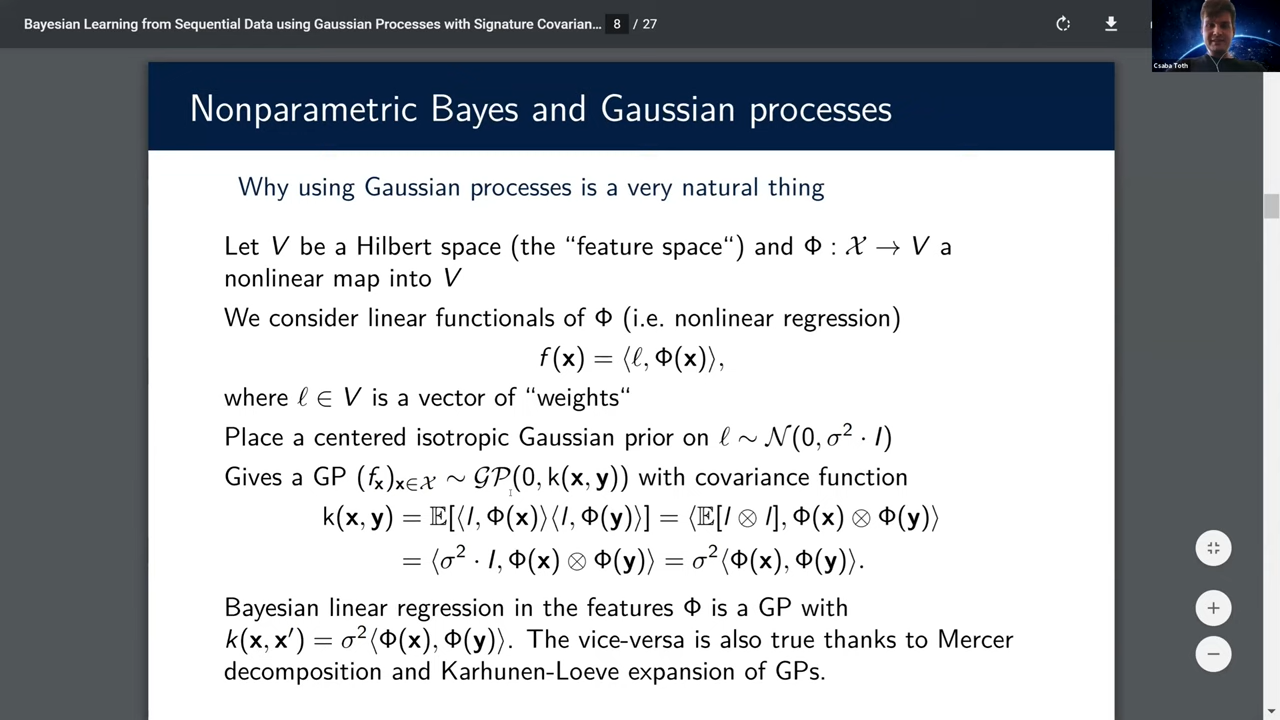 Bayesian Learning from Sequential Data using Gaussian Processes with Signature Covarian... 8 / 27
Csaba Toth
Nonparametric Bayes and Gaussian processes
Why using Gaussian processes is a very natural thing
Let V be a Hilbert space (the “feature space“) and Φ : 𝒳 → V a
nonlinear map into V
We consider linear functionals of Φ (i.e. nonlinear regression)
f(𝐱) = ⟨ℓ, Φ(𝐱)⟩,
where ℓ ∈ V is a vector of “weights“
Place a centered isotropic Gaussian prior on ℓ ∼ 𝒩(0, σ² · I)
Gives a GP (f𝐱)𝐱∈𝒳 ∼ 𝒢𝒫(0, k(𝐱, 𝐲)) with covariance function
k(𝐱, 𝐲) = 𝔼[⟨l, Φ(𝐱)⟩⟨l, Φ(𝐲)⟩] = ⟨𝔼[l ⊗ l], Φ(𝐱) ⊗ Φ(𝐲)⟩
= ⟨σ² · I, Φ(𝐱) ⊗ Φ(𝐲)⟩ = σ²⟨Φ(𝐱), Φ(𝐲)⟩.
Bayesian linear regression in the features Φ is a GP with
k(𝐱, 𝐱′) = σ²⟨Φ(𝐱), Φ(𝐲)⟩. The vice-versa is also true thanks to Mercer
decomposition and Karhunen-Loeve expansion of GPs.